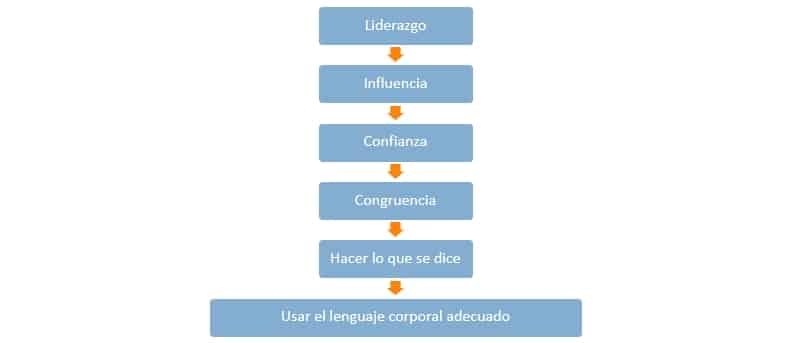 Liderazgo
Influencia
Confianza
Congruencia
Hacer lo que se dice
Usar el lenguaje corporal adecuado